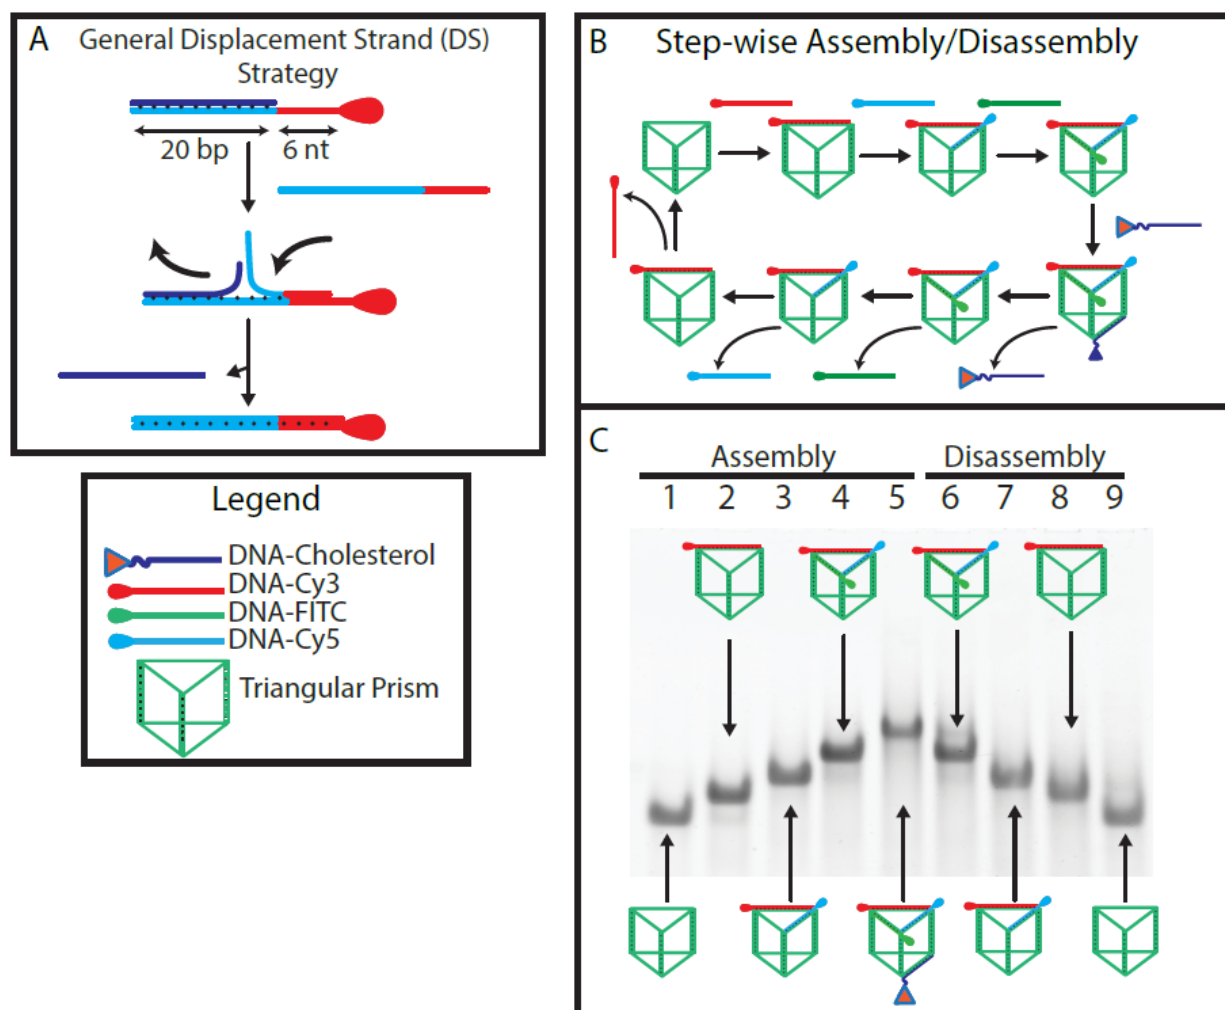 A
General Displacement Strand (DS)
Strategy
20 bp
6 nt
Legend
DNA-Cholesterol
DNA-Cy3
DNA-FITC
DNA-Cy5
Triangular Prism
B
Step-wise Assembly/Disassembly
C
Assembly
Disassembly
1 2 3 4 5 6 7 8 9